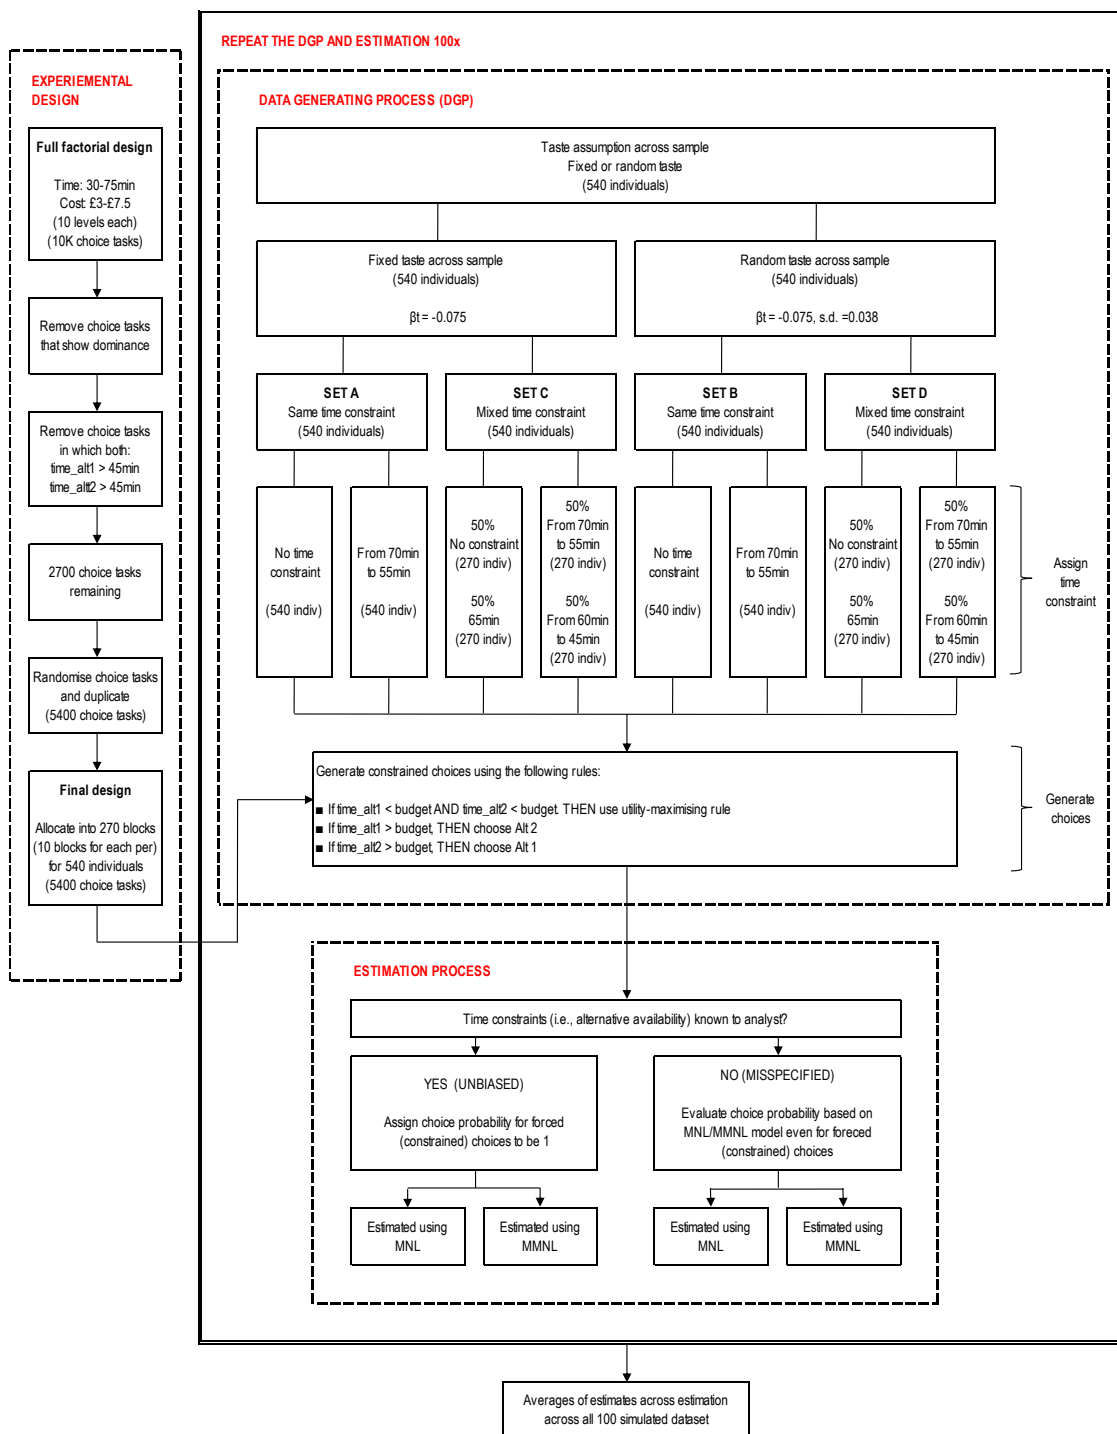 REPEAT THE DGP AND ESTIMATION 100x
EXPERIEMENTAL
DESIGN
Full factorial design
Time: 30-75min
Cost: £3-£7.5
(10 levels each)
(10K choice tasks)
Remove choice tasks
that show dominance
Remove choice tasks
in which both:
time_alt1 > 45min
time_altt2 > 45min
2700 choice tasks
remaining
Randomise choice tasks
and duplicate
(5400 choice tasks)
Final design
Allocate into 270 blocks
(10 blocks for each per)
for 540 individuals
(5400 choice tasks)
DATA GENERATING PROCESS (DGP)
Taste assumption across sample
Fixed or random taste
(540 individuals)
Fixed taste across sample
(540 individuals)
βt = -0.075
Random taste across sample
(540 individuals)
βt = -0.075, s.d. =0.038
SET A
Same time constraint
(540 individuals)
SET C
Mixed time constraint
(540 individuals)
SET B
Same time constraint
(540 individuals)
SET D
Mixed time constraint
(540 individuals)
No time
constraint
(540 indiv)
From 70min
to 55min
(540 indiv)
50%
No constraint
(270 indiv)
50%
65min
(270 indiv)
50%
From 70min
to 55min
(270 indiv)
50%
From 60min
to 45min
(270 indiv)
No time
constraint
(540 indiv)
From 70min
to 55min
(540 indiv)
50%
No constraint
(270 indiv)
50%
65min
(270 indiv)
50%
From 70min
to 55min
(270 indiv)
50%
From 60min
to 45min
(270 indiv)
Assign
time
constraint
Generate constrained choices using the following rules:
■ If time_alt1 < budget AND time_alt2 < budget. THEN use utility-maximising rule
■ If time_alt1 > budget, THEN choose Alt 2
■ If time_alt2 > budget, THEN choose Alt 1
Generate
choices
ESTIMATION PROCESS
Time constraints (i.e., alternative availability) known to analyst?
YES (UNBIASED)
Assign choice probability for forced
(constrained) choices to be 1
NO (MISSPECIFIED)
Evaluate choice probability based on
MNL/MMNL model even for foreced
(constrained) choices
Estimated using
MNL
Estimated using
MMNL
Estimated using
MNL
Estimated using
MMNL
Averages of estimates across estimation
across all 100 simulated dataset